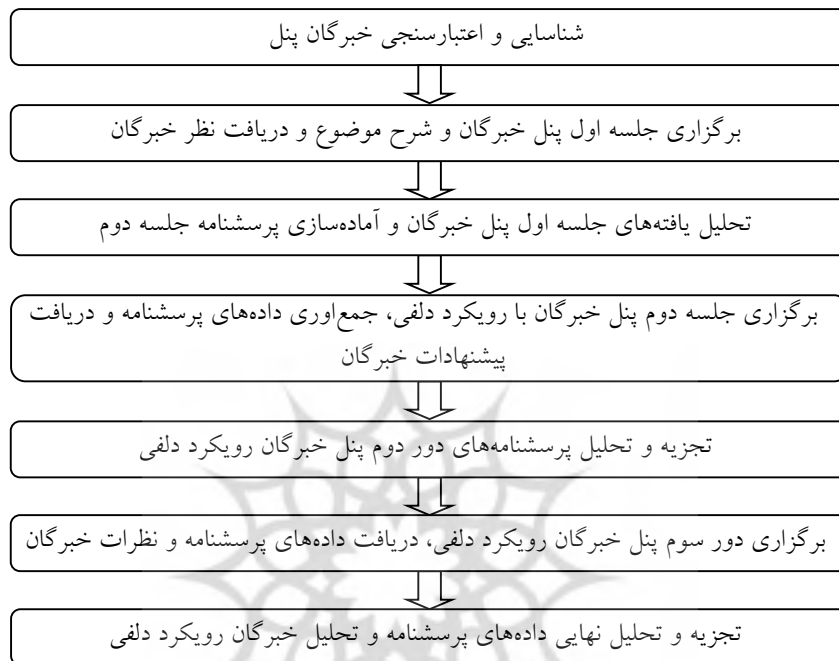 شناسایی و اعتبارسنجی خبرگان پنل
برگزاری جلسه اول پنل خبرگان و شرح موضوع و دریافت نظر خبرگان
تحلیل یافته‌های جلسه اول پنل خبرگان و آماده‌سازی پرسشنامه جلسه دوم
برگزاری جلسه دوم پنل خبرگان با رویکرد دلفی، جمع‌اوری داده‌های پرسشنامه و دریافت
پیشنهادات خبرگان
تجزیه و تحلیل پرسشنامه‌های دور دوم پنل خبرگان رویکرد دلفی
برگزاری دور سوم پنل خبرگان رویکرد دلفی، دریافت داده‌های پرسشنامه و نظرات خبرگان
تجزیه و تحلیل نهایی داده‌های پرسشنامه و تحلیل خبرگان رویکرد دلفی